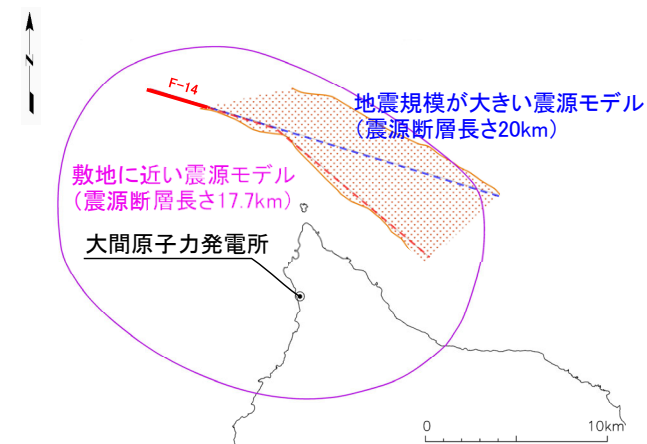 N
F-14
地震規模が大きい震源モデル
（震源断層長さ20km）
敷地に近い震源モデル
（震源断層長さ17.7km）
大間原子力発電所
0
10km